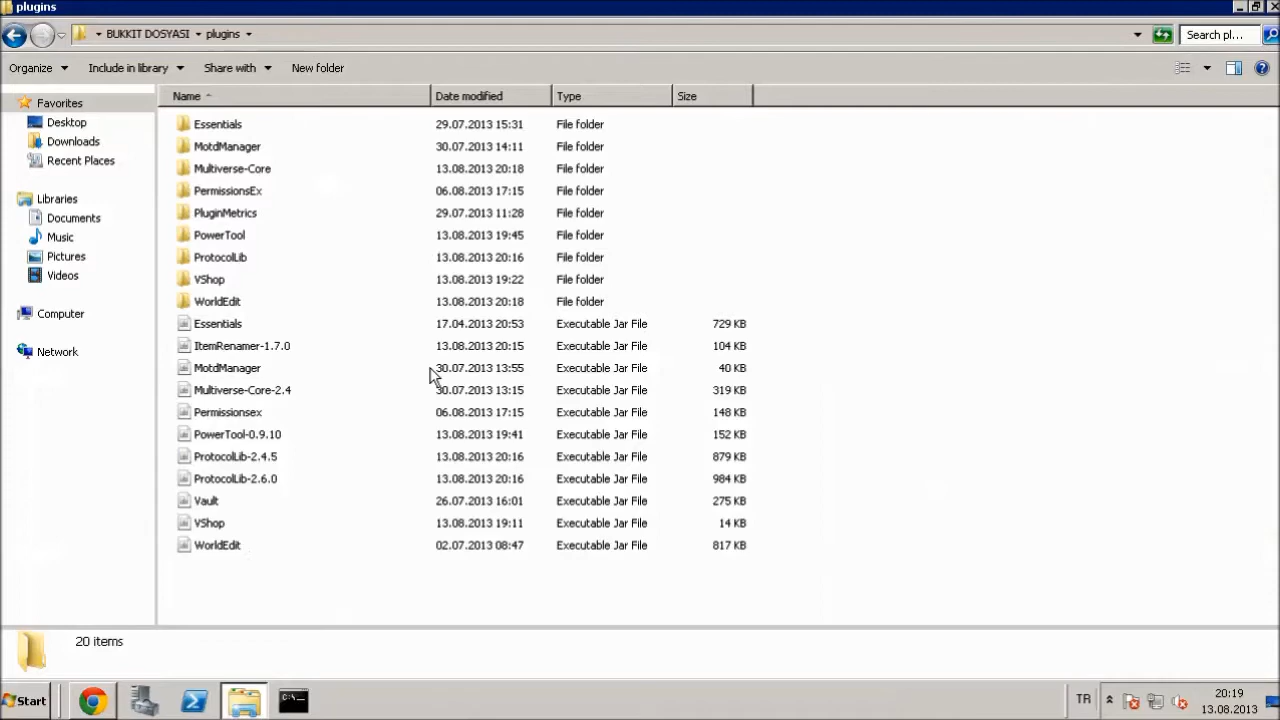 plugins
BUKKIT DOSYASI plugins
Search pl...
Organize Include in library Share with New folder
Name Date modified Type Size
Favorites
Desktop
Downloads
Recent Places
Libraries
Documents
Music
Pictures
Videos
Computer
Network
Essentials 29.07.2013 15:31 File folder
MotdManager 30.07.2013 14:11 File folder
Multiverse-Core 13.08.2013 20:18 File folder
PermissionsEx 06.08.2013 17:15 File folder
PluginMetrics 29.07.2013 11:28 File folder
PowerTool 13.08.2013 19:45 File folder
ProtocolLib 13.08.2013 20:16 File folder
VShop 13.08.2013 19:22 File folder
WorldEdit 13.08.2013 20:18 File folder
Essentials 17.04.2013 20:53 Executable Jar File 729 KB
ItemRenamer-1.7.0 13.08.2013 20:15 Executable Jar File 104 KB
MotdManager 30.07.2013 13:55 Executable Jar File 40 KB
Multiverse-Core-2.4 30.07.2013 13:15 Executable Jar File 319 KB
Permissionsex 06.08.2013 17:15 Executable Jar File 148 KB
PowerTool-0.9.10 13.08.2013 19:41 Executable Jar File 152 KB
ProtocolLib-2.4.5 13.08.2013 20:16 Executable Jar File 879 KB
ProtocolLib-2.6.0 13.08.2013 20:16 Executable Jar File 984 KB
Vault 26.07.2013 16:01 Executable Jar File 275 KB
VShop 13.08.2013 19:11 Executable Jar File 14 KB
WorldEdit 02.07.2013 08:47 Executable Jar File 817 KB
20 items
Start
C:\.
TR
20:19
13.08.2013